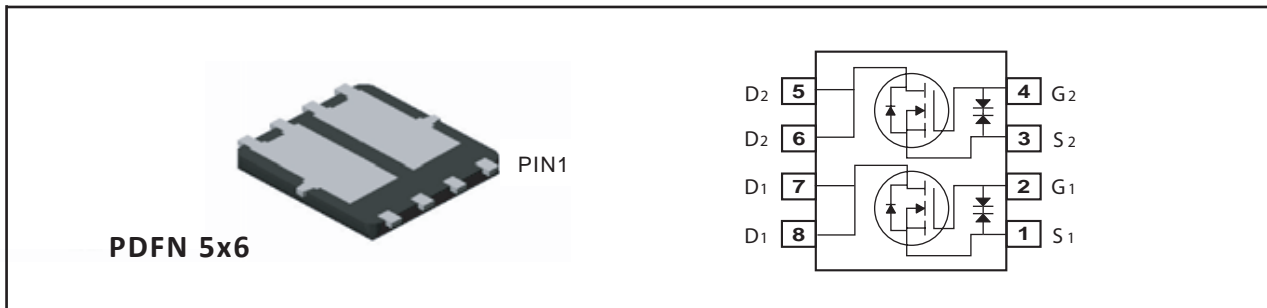 PIN1
PDFN 5x6
D2 5 4 G2
D2 6 3 S2
D1 7 2 G1
D1 8 1 S1